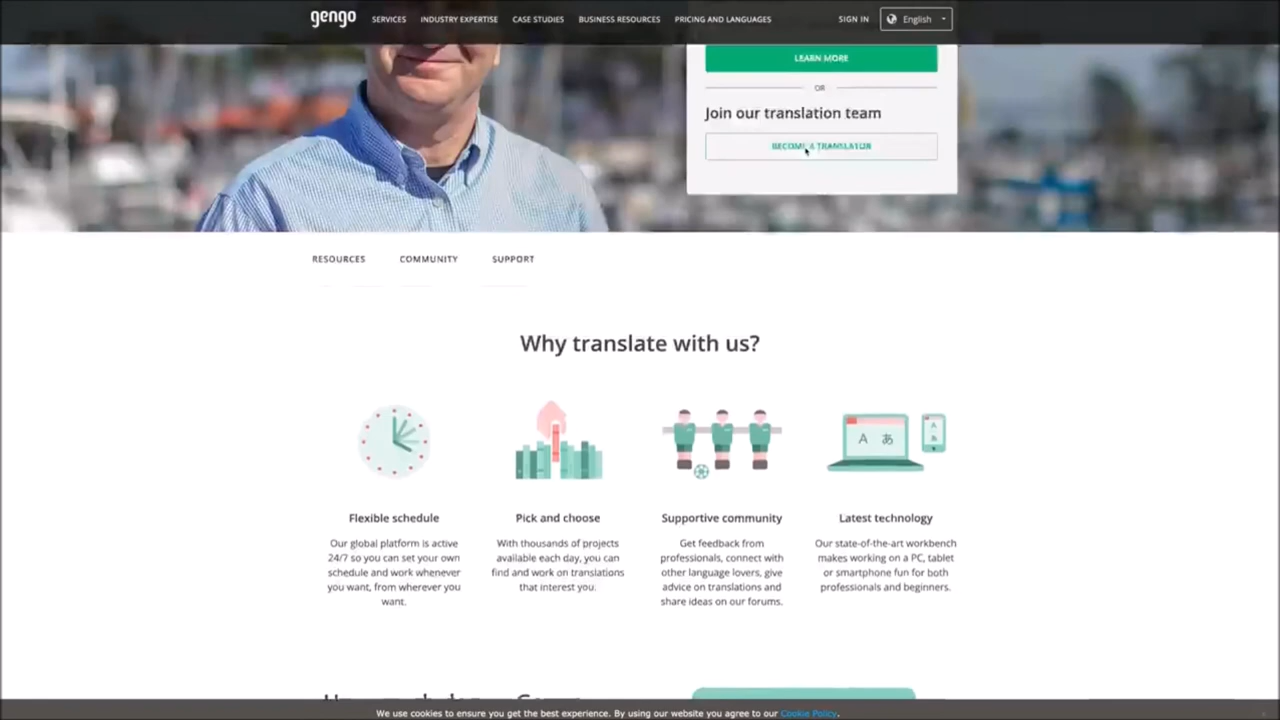 gengo SERVICES INDUSTRY EXPERTISE CASE STUDIES BUSINESS RESOURCES PRICING AND LANGUAGES SIGN IN English
LEARN MORE
OR
Join our translation team
BECOME A TRANSLATOR
RESOURCES COMMUNITY SUPPORT
Why translate with us?
A あ
A
あ
Flexible schedule
Our global platform is active
24/7 so you can set your own
schedule and work whenever
you want, from wherever you
want.
Pick and choose
With thousands of projects
available each day, you can
find and work on translations
that interest you.
Supportive community
Get feedback from
professionals, connect with
other language lovers, give
advice on translations and
share ideas on our forums.
Latest technology
Our state-of-the-art workbench
makes working on a PC, tablet
or smartphone fun for both
professionals and beginners.
We use cookies to ensure you get the best experience. By using our website you agree to our Cookie Policy.